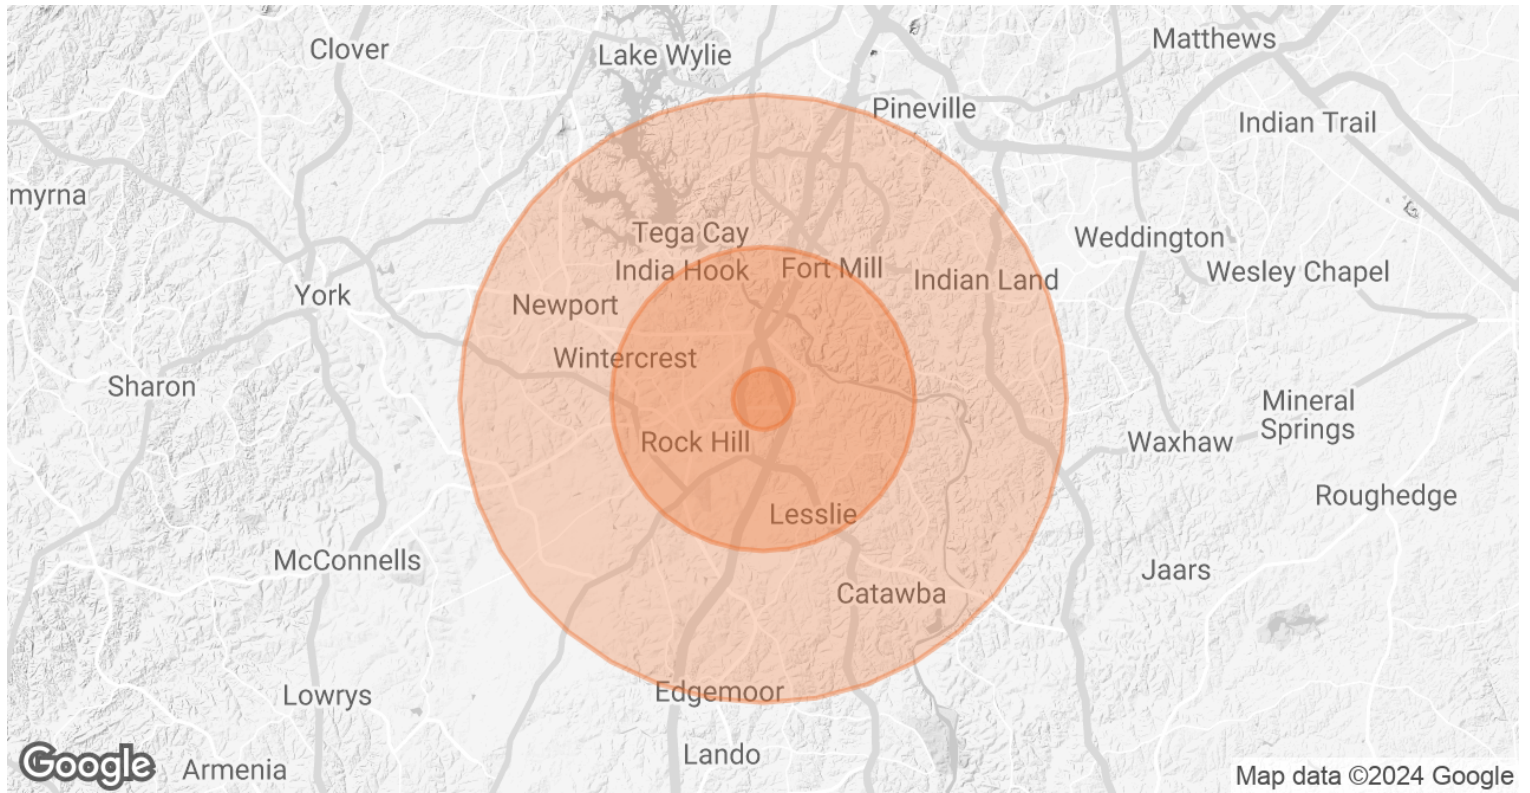 Matthews
Clover
Lake Wylie
Pineville
Indian Trail
myrna
Tega Cay
Weddington
India Hook
Fort Mill
Indian Land
Wesley Chapel
York
Newport
Wintercrest
Sharon
Mineral
Springs
Rock Hill
Waxhaw
Roughedge
Lesslie
McConnells
Jaars
Catawba
Edgemoor
Lowrys
Lando
Google
Armenia
Map data ©2024 Google